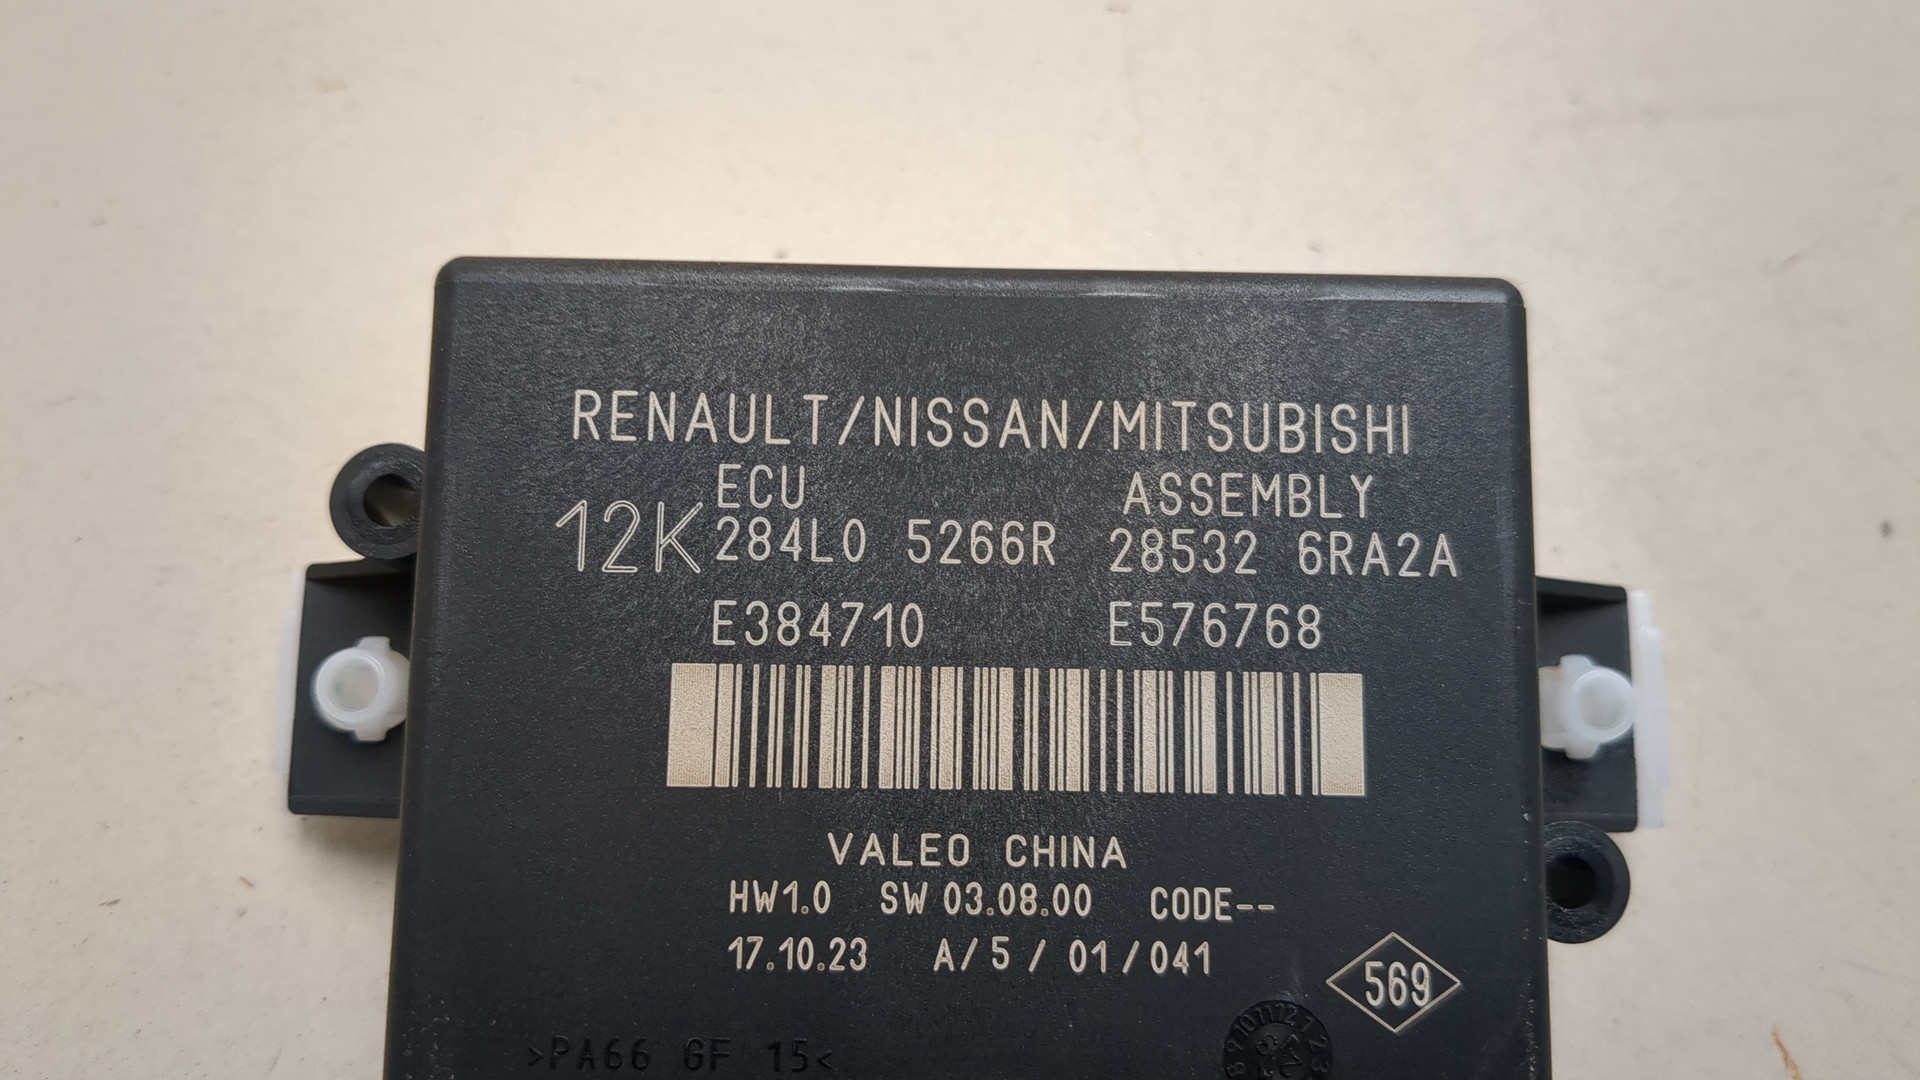 RENAULT/NISSAN/MITSUBISHI
ECU ASSEMBLY
12K 284L0 5266R 28532 6RA2A
E384710 E576768
VALEO CHINA
HW1.0 SW 03.08.00 CODE--
17.10.23 A/5/01/041
569
>PA66 GF 15<